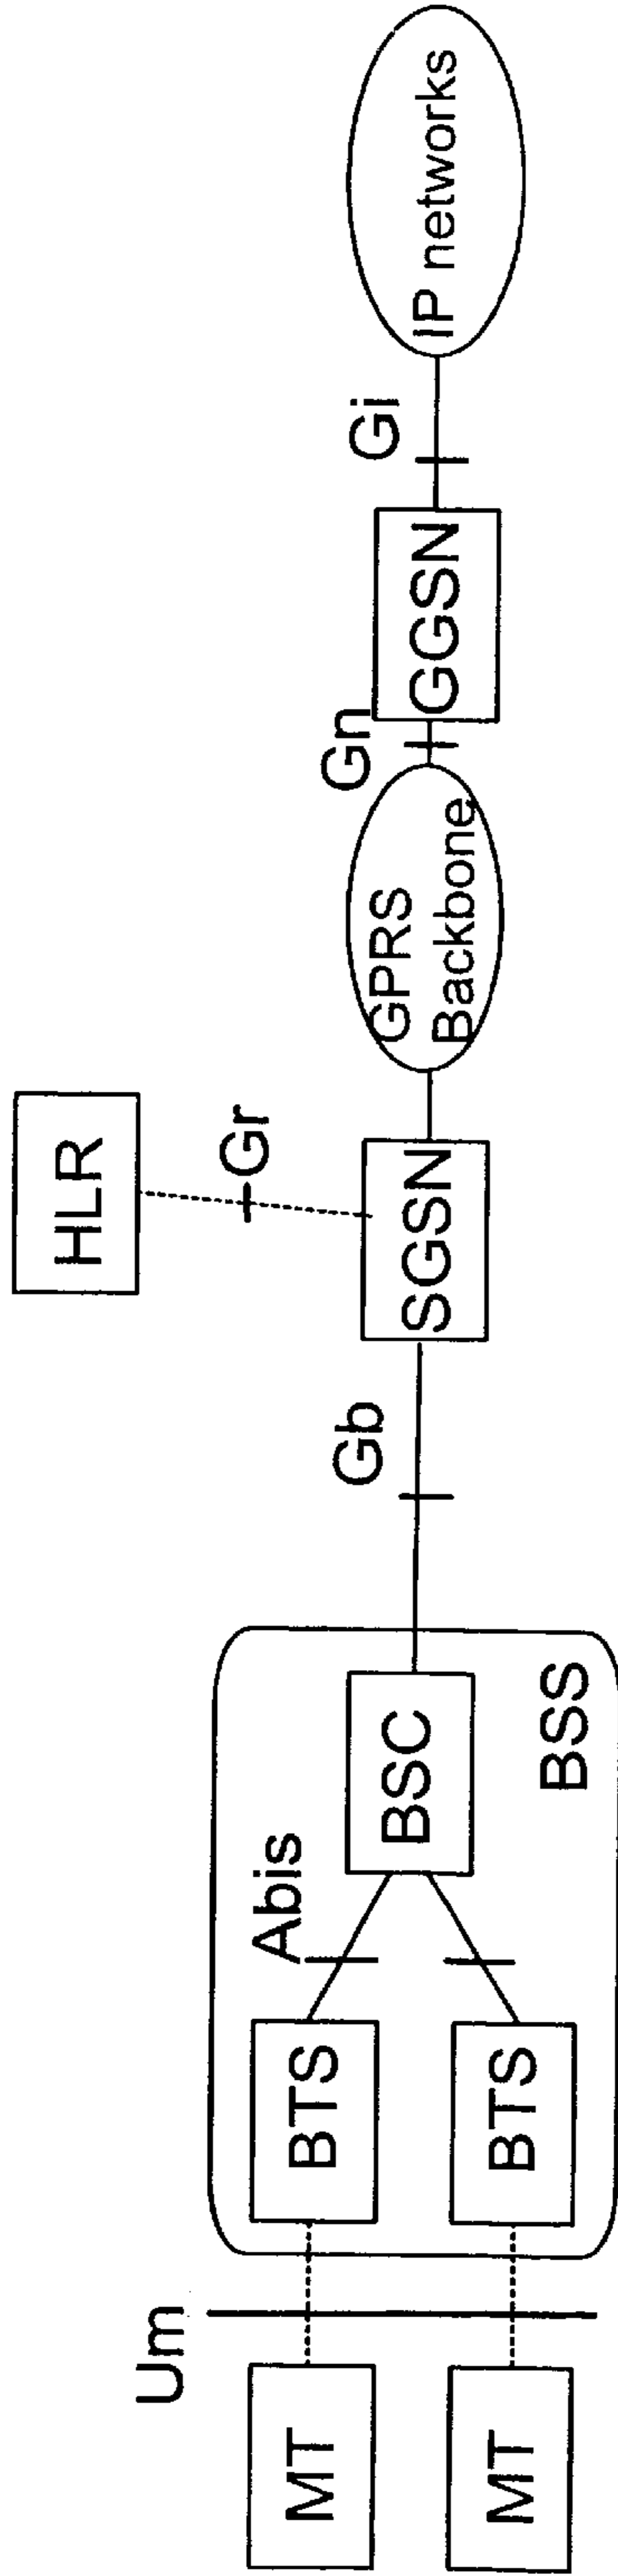 Um
MT
MT
BTS
BTS
Abis
BSC
BSS
Gb
HLR
Gr
SGSN
GPRS
Backbone
Gn
GGSN
Gi
IP networks